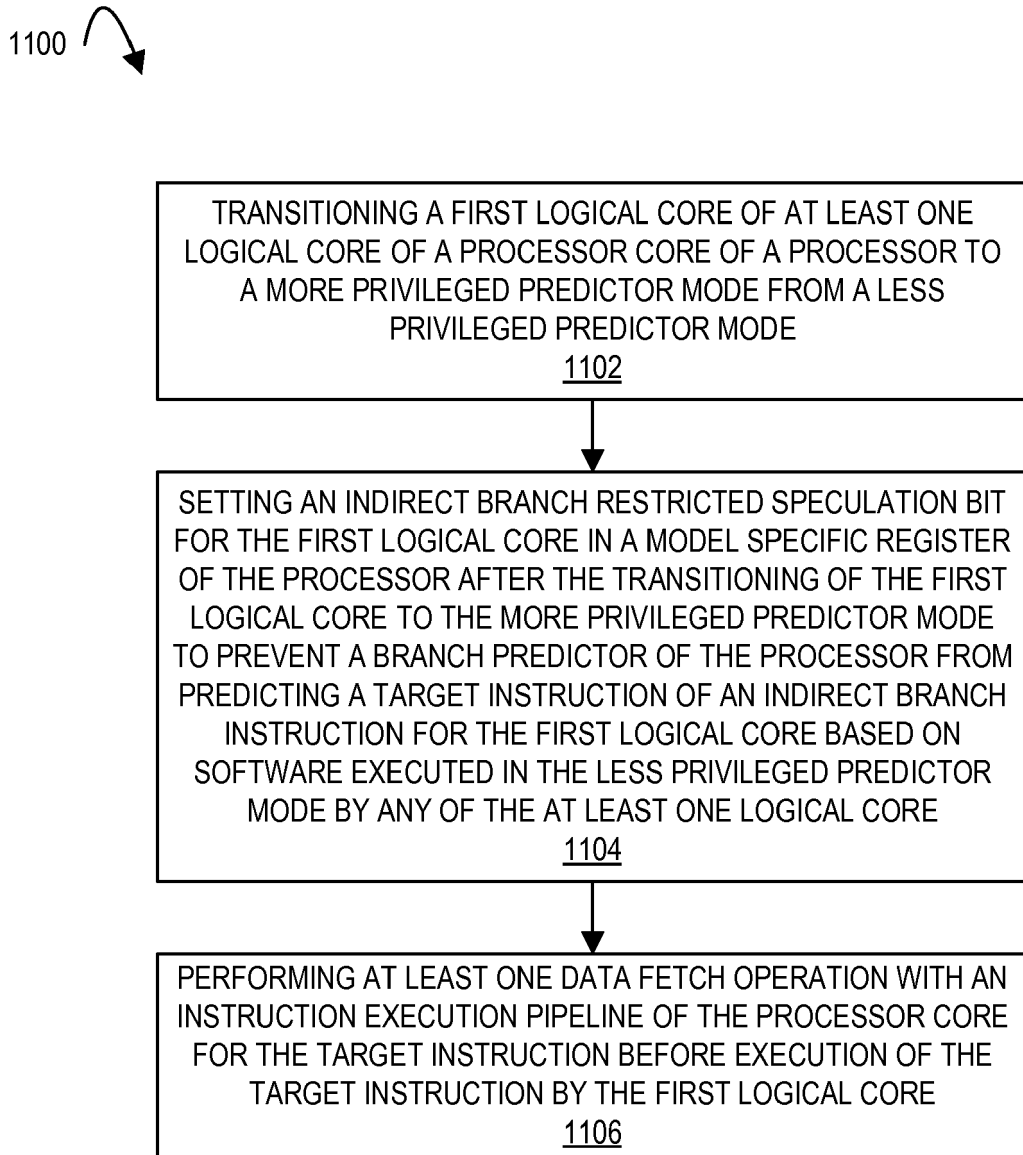 1100
TRANSITIONING A FIRST LOGICAL CORE OF AT LEAST ONE
LOGICAL CORE OF A PROCESSOR CORE OF A PROCESSOR TO
A MORE PRIVILEGED PREDICTOR MODE FROM A LESS
PRIVILEGED PREDICTOR MODE
1102
SETTING AN INDIRECT BRANCH RESTRICTED SPECULATION BIT
FOR THE FIRST LOGICAL CORE IN A MODEL SPECIFIC REGISTER
OF THE PROCESSOR AFTER THE TRANSITIONING OF THE FIRST
LOGICAL CORE TO THE MORE PRIVILEGED PREDICTOR MODE
TO PREVENT A BRANCH PREDICTOR OF THE PROCESSOR FROM
PREDICTING A TARGET INSTRUCTION OF AN INDIRECT BRANCH
INSTRUCTION FOR THE FIRST LOGICAL CORE BASED ON
SOFTWARE EXECUTED IN THE LESS PRIVILEGED PREDICTOR
MODE BY ANY OF THE AT LEAST ONE LOGICAL CORE
1104
PERFORMING AT LEAST ONE DATA FETCH OPERATION WITH AN
INSTRUCTION EXECUTION PIPELINE OF THE PROCESSOR CORE
FOR THE TARGET INSTRUCTION BEFORE EXECUTION OF THE
TARGET INSTRUCTION BY THE FIRST LOGICAL CORE
1106